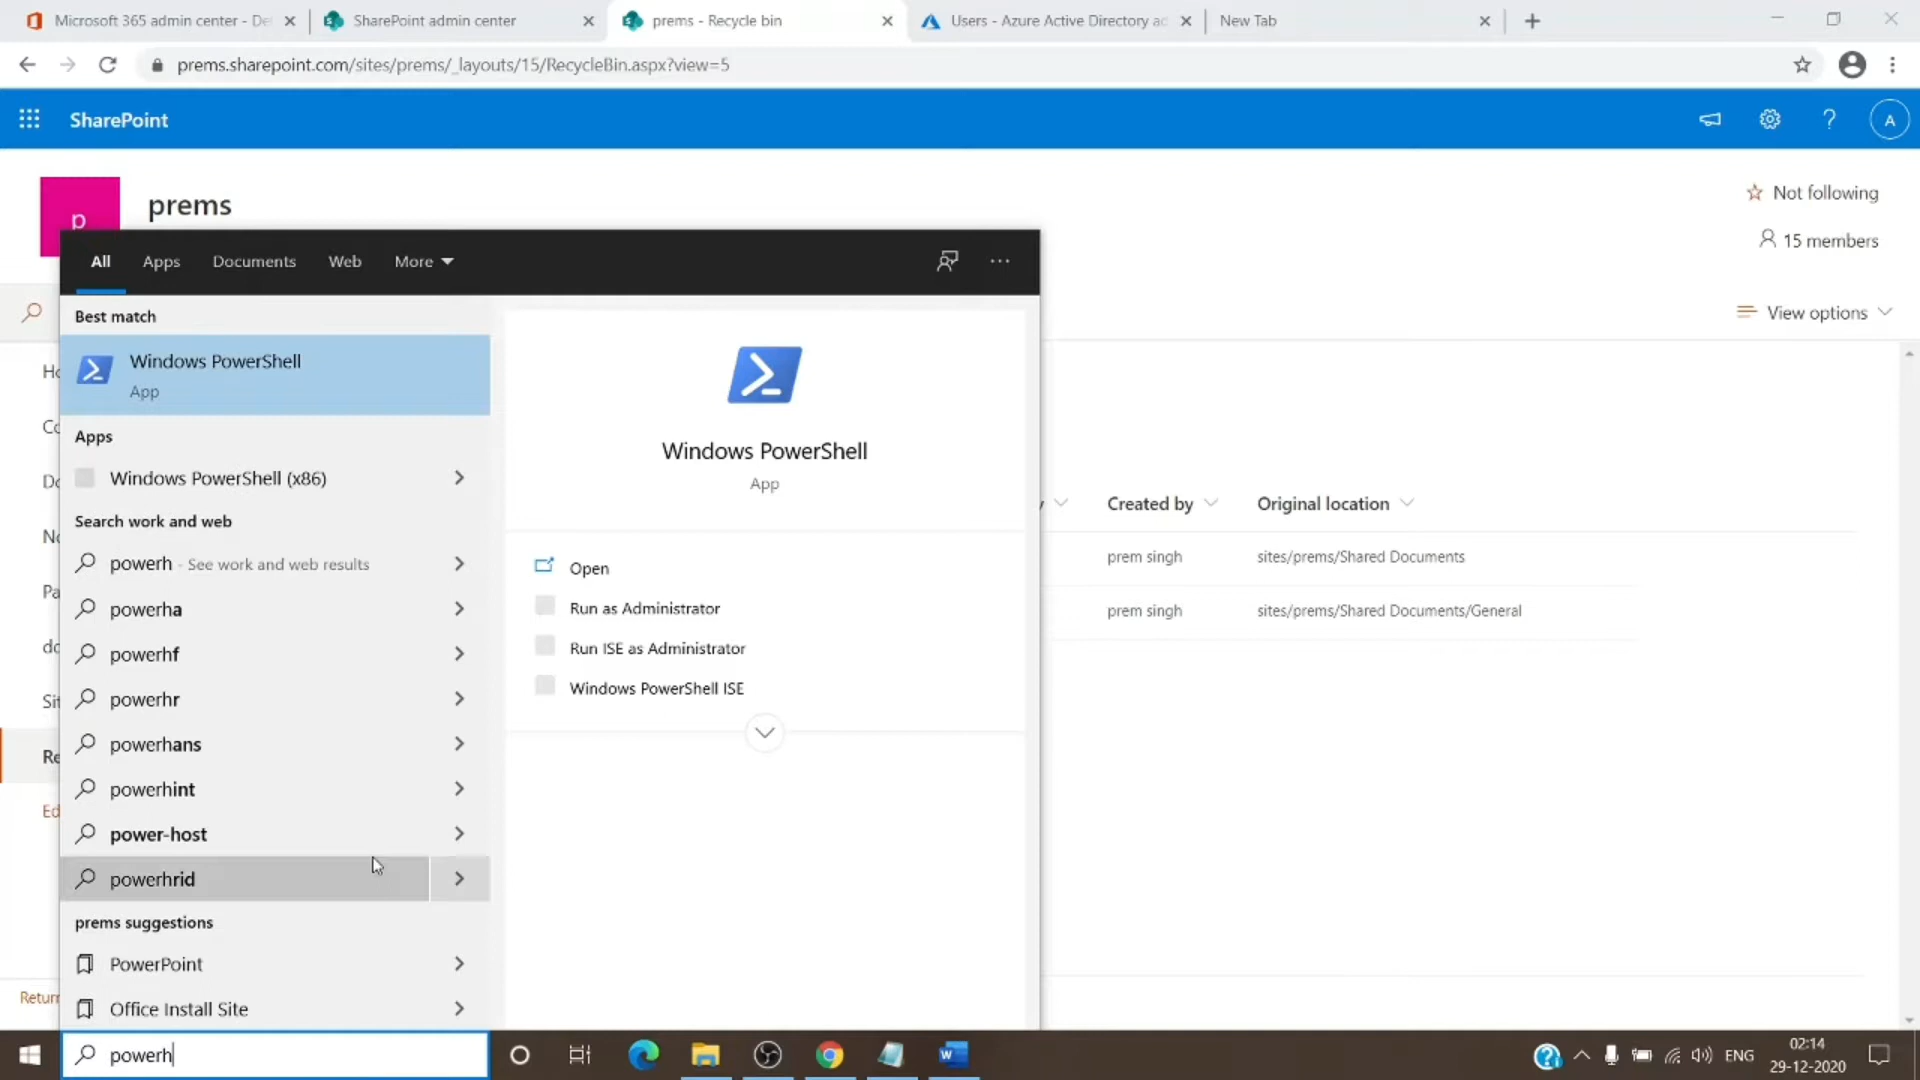 Microsoft 365 admin center - De
SharePoint admin center
prems - Recycle bin
Users - Azure Active Directory ad
New Tab
prems.sharepoint.com/sites/prems/_layouts/15/RecycleBin.aspx?view=5
SharePoint
A
p
prems
Not following
15 members
View options
All
Apps
Documents
Web
More
Best match
Windows PowerShell
App
Apps
Windows PowerShell (x86)
Search work and web
powerh - See work and web results
powerha
powerhf
powerhr
powerhans
powerhint
power-host
powerhrid
prems suggestions
PowerPoint
Office Install Site
Windows PowerShell
App
Open
Run as Administrator
Run ISE as Administrator
Windows PowerShell ISE
Created by
Original location
prem singh
sites/prems/Shared Documents
prem singh
sites/prems/Shared Documents/General
Return
powerh
ENG
02:14
29-12-2020